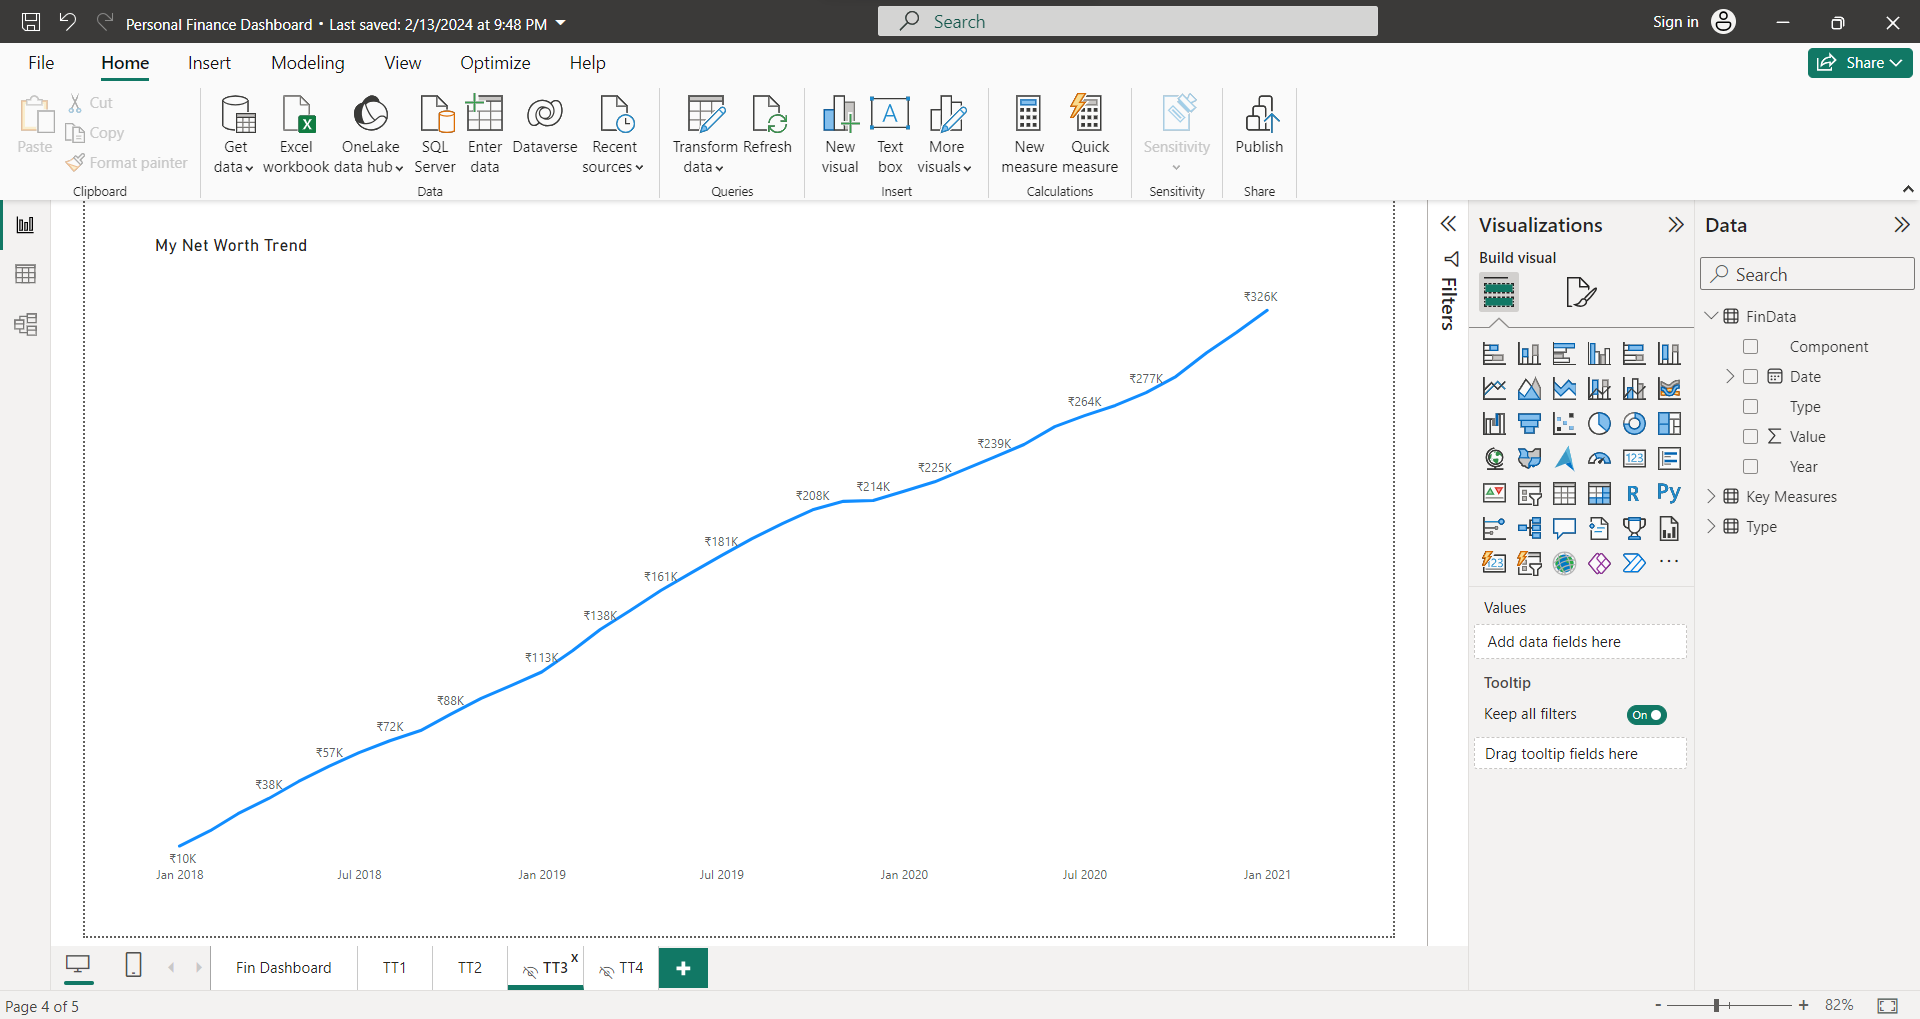 Personal Finance Dashboard • Last saved: 2/13/2024 at 9:48 PM
Search
Sign in
File
Home
Insert
Modeling
View
Optimize
Help
Share
Paste
Cut
Copy
Format painter
Clipboard
Get
data
Excel
workbook
OneLake
data hub
SQL
Server
Enter
data
Dataverse
Recent
sources
Data
Transform
data
Refresh
Queries
New
visual
Text
box
More
visuals
Insert
New
measure
Quick
measure
Calculations
Sensitivity
Sensitivity
Publish
Share
My Net Worth Trend
₹326K
₹277K
₹264K
₹239K
₹225K
₹214K
₹208K
₹181K
₹161K
₹138K
₹113K
₹88K
₹72K
₹57K
₹38K
₹10K
Jan 2018
Jul 2018
Jan 2019
Jul 2019
Jan 2020
Jul 2020
Jan 2021
Filters
Visualizations
Build visual
123
R
Py
123
Values
Add data fields here
Tooltip
Keep all filters
On
Drag tooltip fields here
Data
Search
FinData
Component
Date
Type
Σ Value
Year
Key Measures
Type
Fin Dashboard
TT1
TT2
TT3
x
TT4
+
Page 4 of 5
- + 82%